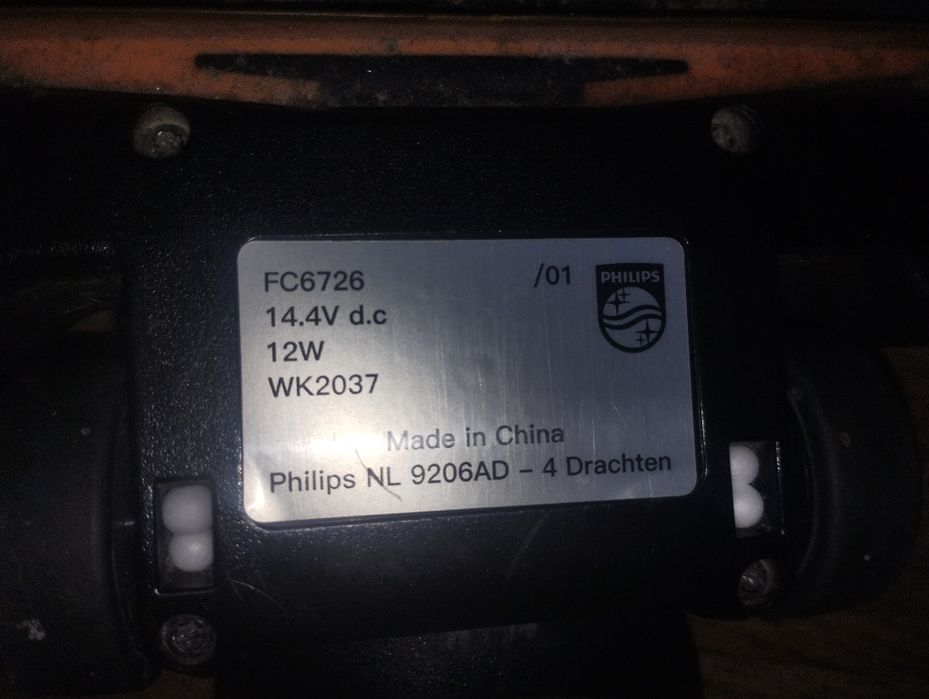 FC6726 /01
PHILIPS
14.4V d.c
12W
WK2037
Made in China
Philips NL 9206AD - 4 Drachten